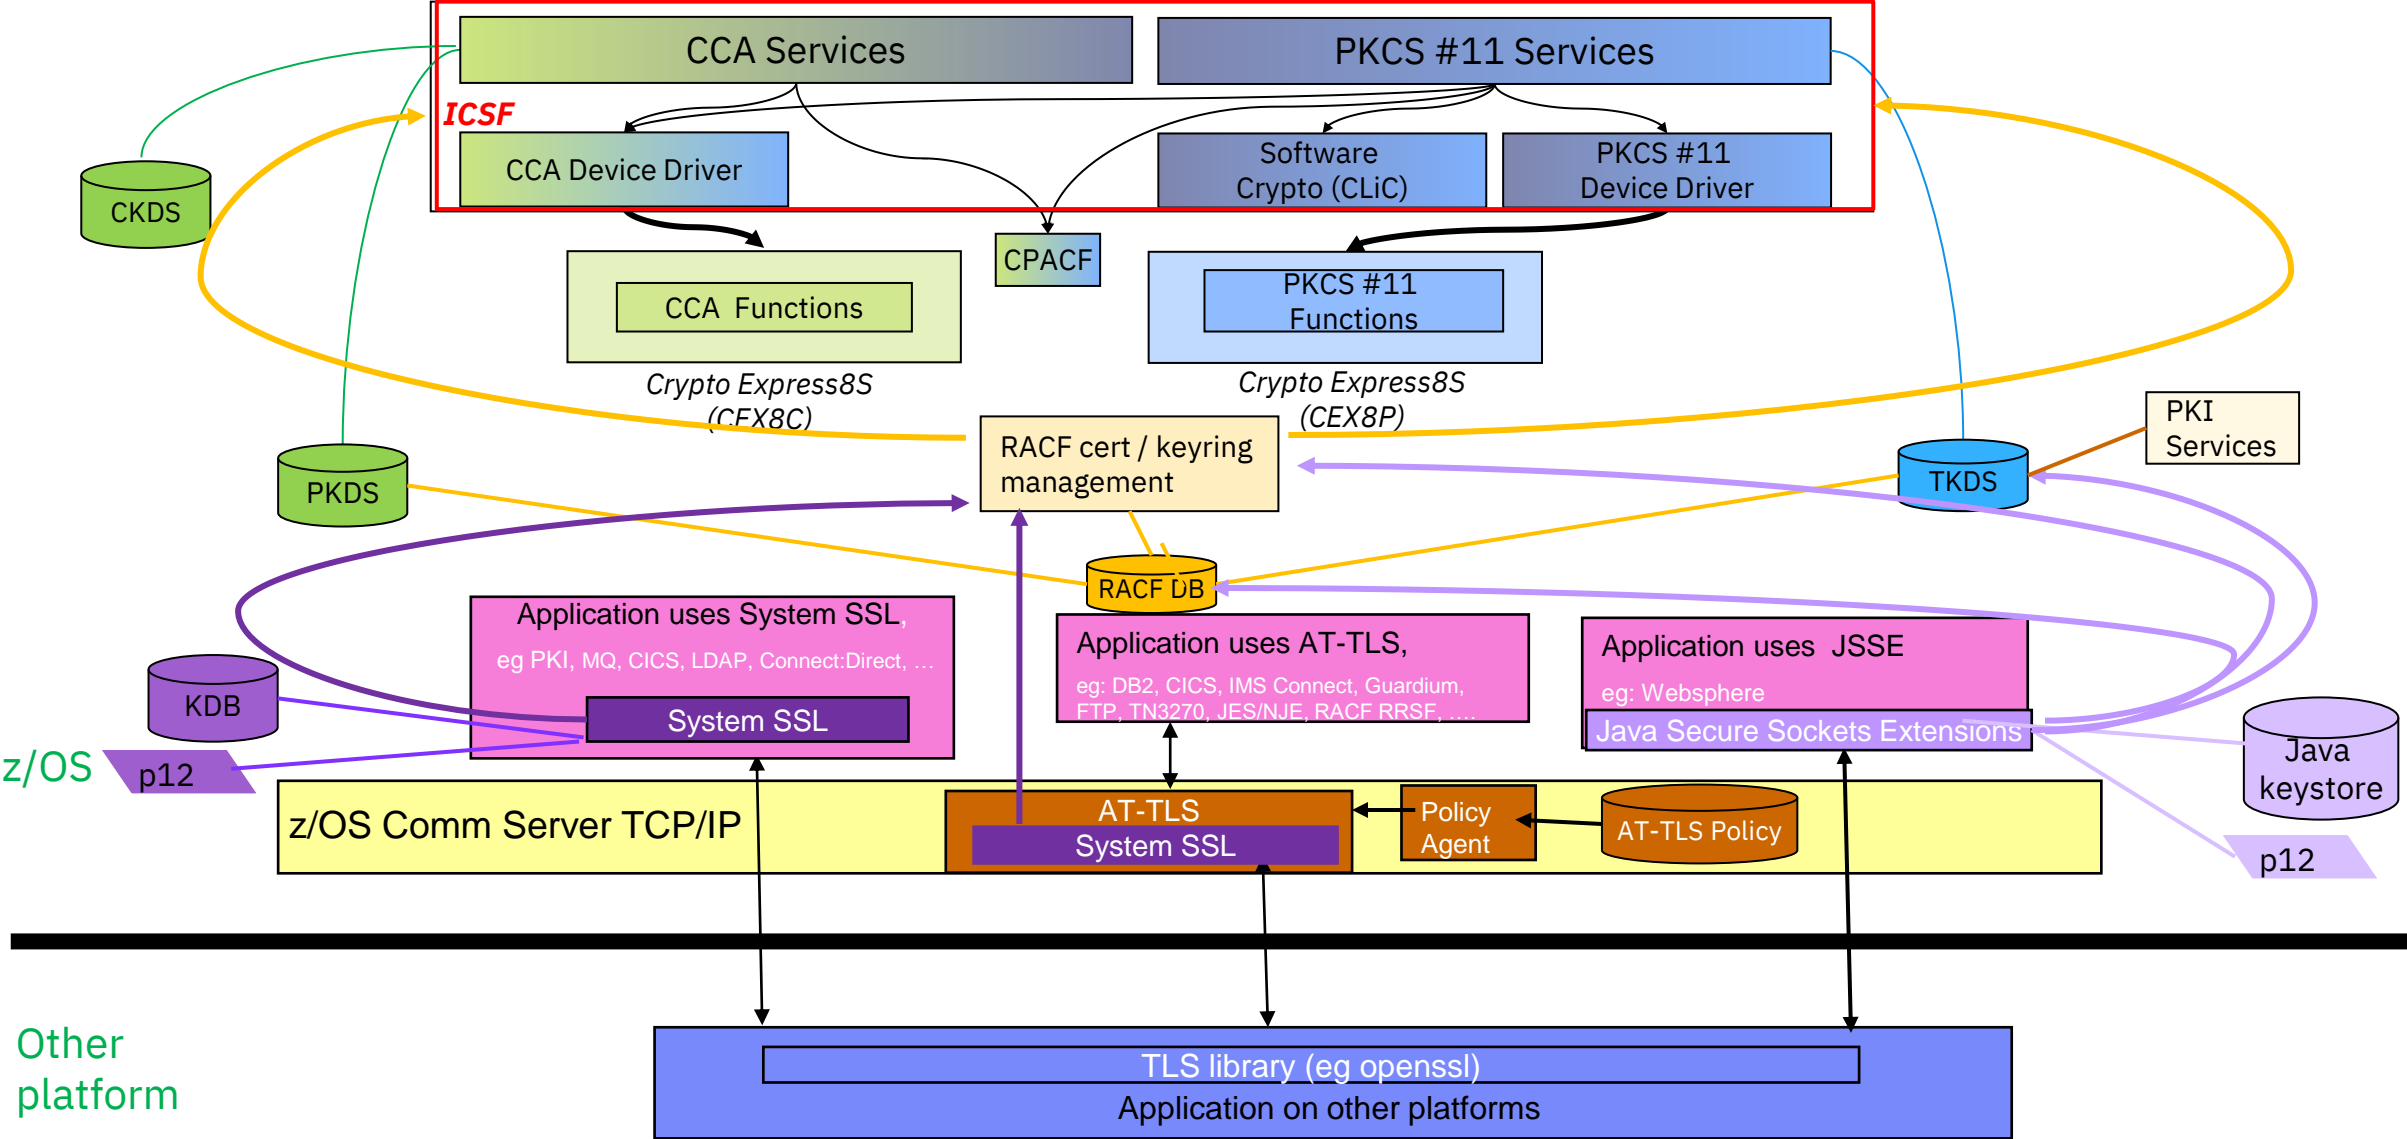 CCA Services
PKCS #11 Services
ICSF
CCA Device Driver
Software
Crypto (CLiC)
PKCS #11
Device Driver
CKDS
CPACF
CCA  Functions
PKCS #11
Functions
Crypto Express8S
(CEX8C)
Crypto Express8S
(CEX8P)
PKI
Services
RACF cert / keyring
management
PKDS
TKDS
RACF DB
Application uses System SSL,
eg PKI, MQ, CICS, LDAP, Connect:Direct, …
System SSL
Application uses AT-TLS,
eg: DB2, CICS, IMS Connect, Guardium,
FTP, TN3270, JES/NJE, RACF RRSF, ….
Application uses  JSSE
eg: Websphere
Java Secure Sockets Extensions
KDB
z/OS
p12
Java
keystore
z/OS Comm Server TCP/IP
AT-TLS
System SSL
Policy
Agent
AT-TLS Policy
p12
Other
platform
TLS library (eg openssl)
Application on other platforms